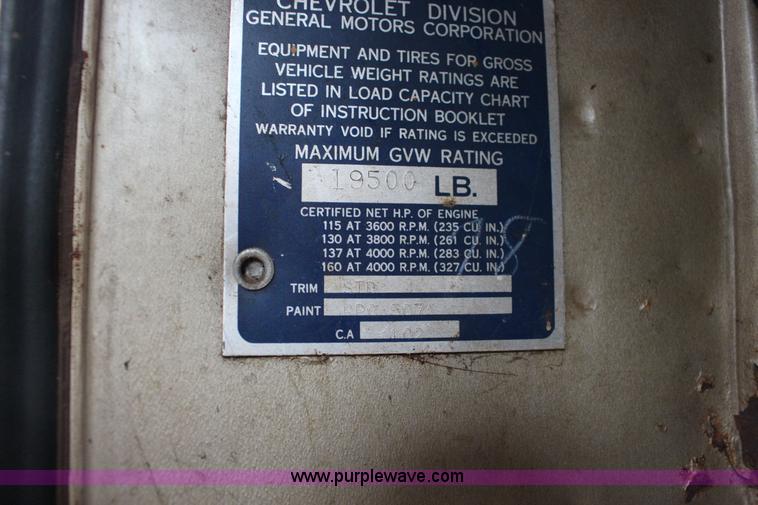 CHEVROLET DIVISION
GENERAL MOTORS CORPORATION
EQUIPMENT AND TIRES FOR GROSS
VEHICLE WEIGHT RATINGS ARE
LISTED IN LOAD CAPACITY CHART
OF INSTRUCTION BOOKLET
WARRANTY VOID IF RATING IS EXCEEDED
MAXIMUM GVW RATING
19500 LB.
CERTIFIED NET H.P. OF ENGINE
115 AT 3600 R.P.M. (235 CU. IN.)
130 AT 3800 R.P.M. (261 CU. IN.)
137 AT 4000 R.P.M. (283 CU. IN.)
160 AT 4000 R.P.M. (327 CU. IN.)
18
TRIM STD
PAINT
C.A
www.purplewave.com